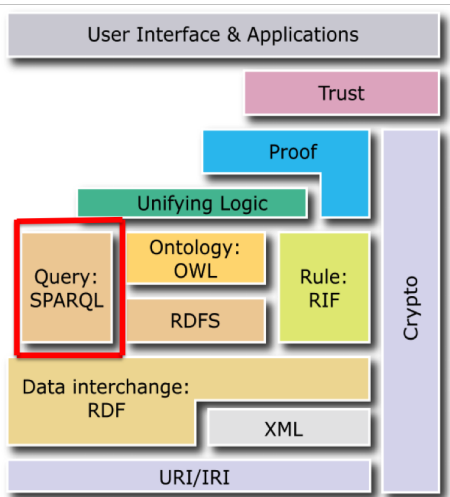 User Interface & Applications
Trust
Proof
Unifying Logic
Query:
SPARQL
Ontology:
OWL
Rule:
RIF
RDFS
Crypto
Data interchange:
RDF
XML
URI/IRI